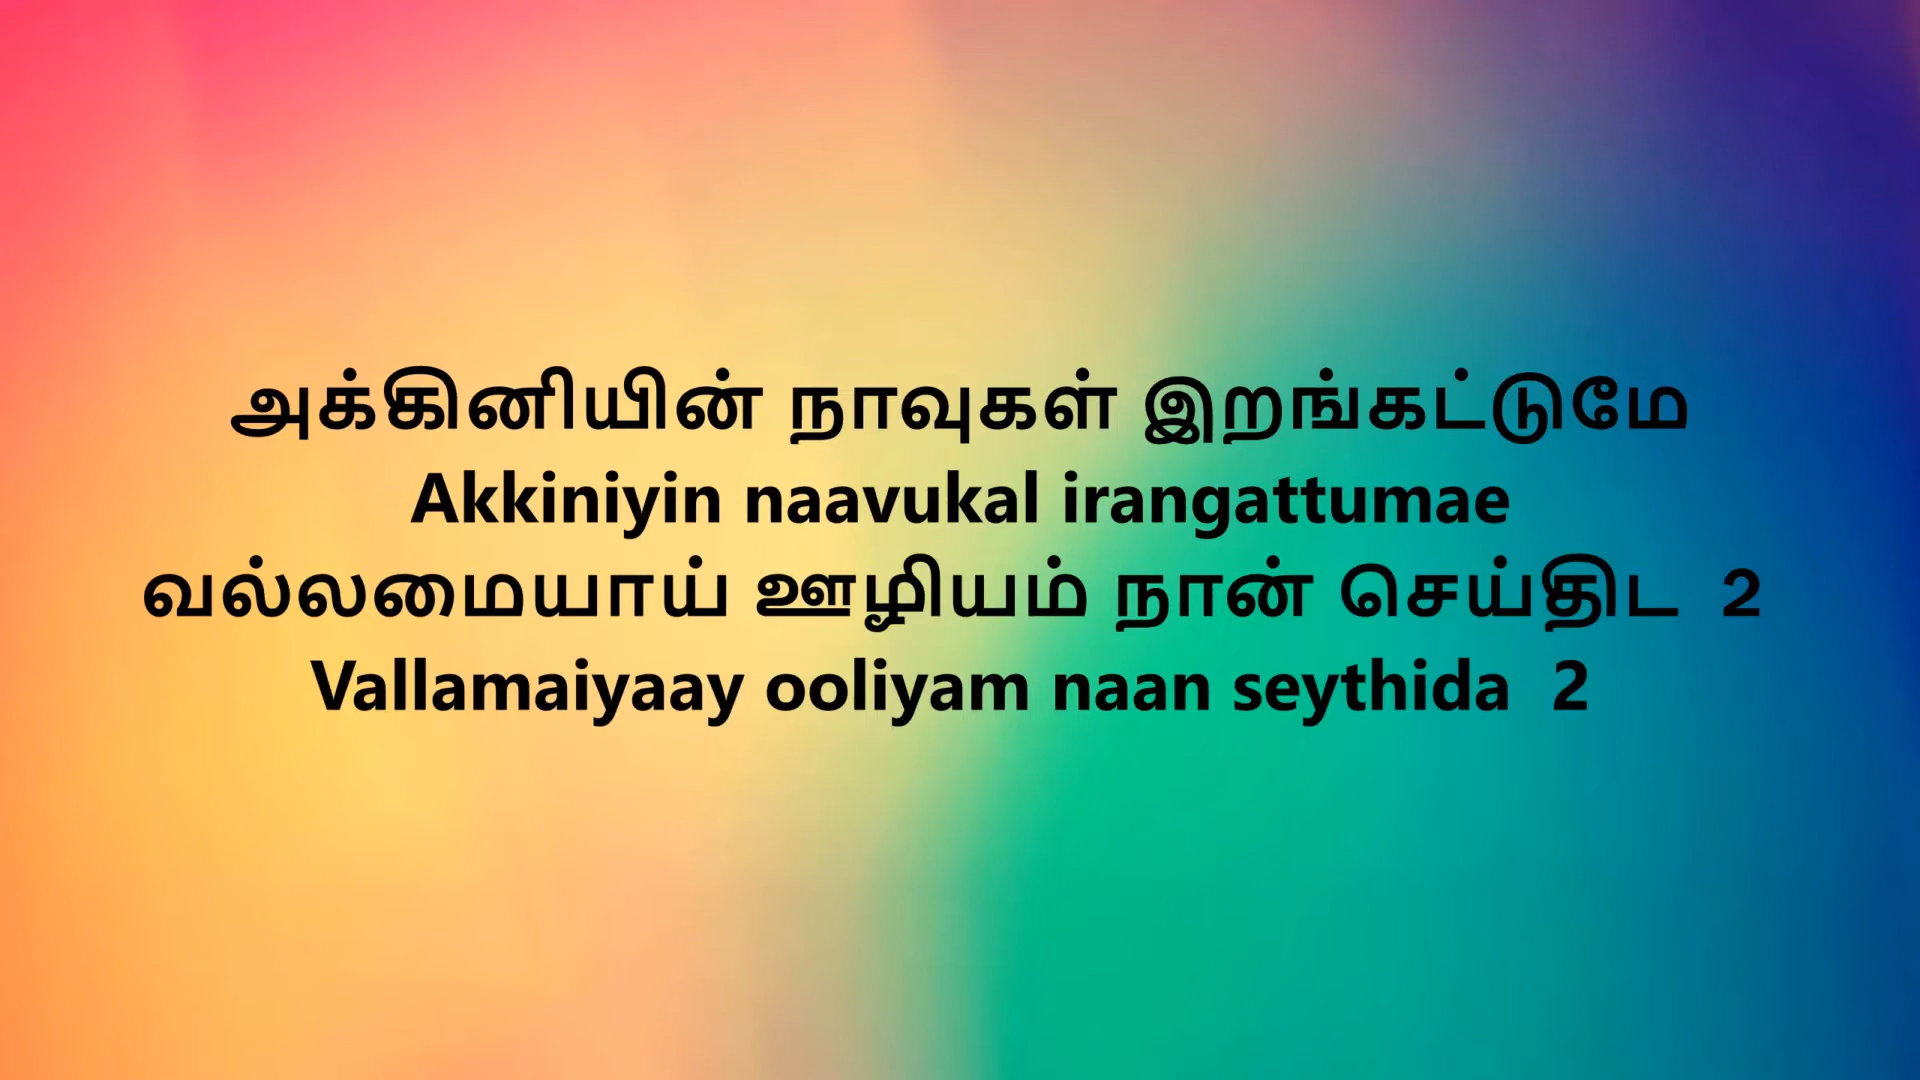 அக்கினியின் நாவுகள் இறங்கட்டுமே
Akkiniyin naavukal irangattumae
வல்லமையாய் ஊழியம் நான் செய்திட 2
Vallamaiyaay ooliyam naan seythida 2